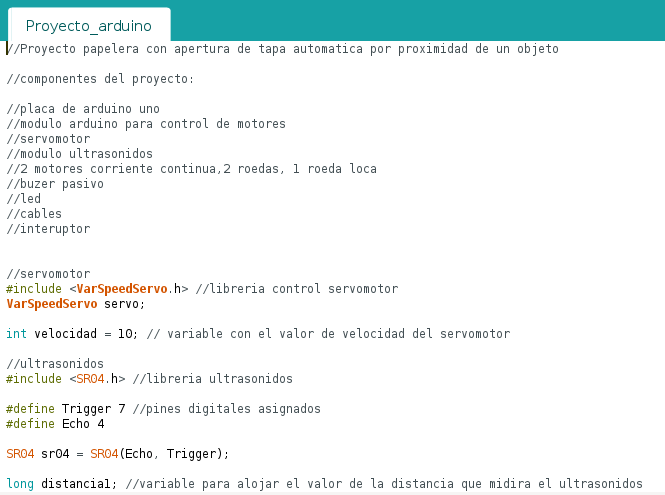 Proyecto_arduino
//Proyecto papelera con apertura de tapa automatica por proximidad de un objeto
//componentes del proyecto:
//placa de arduino uno
//modulo arduino para control de motores
//servomotor
//modulo ultrasonidos
//2 motores corriente continua,2 roedas, 1 roeda loca
//buzer pasivo
//led
//cables
//interuptor
//servomotor
#include <VarSpeedServo.h> //libreria control servomotor
VarSpeedServo servo;
int velocidad = 10; // variable con el valor de velocidad del servomotor
//ultrasonidos
#include <SR04.h> //libreria ultrasonidos
#define Trigger 7 //pines digitales asignados
#define Echo 4
SR04 sr04 = SR04(Echo, Trigger);
long distancia1; //variable para alojar el valor de la distancia que midira el ultrasonidos